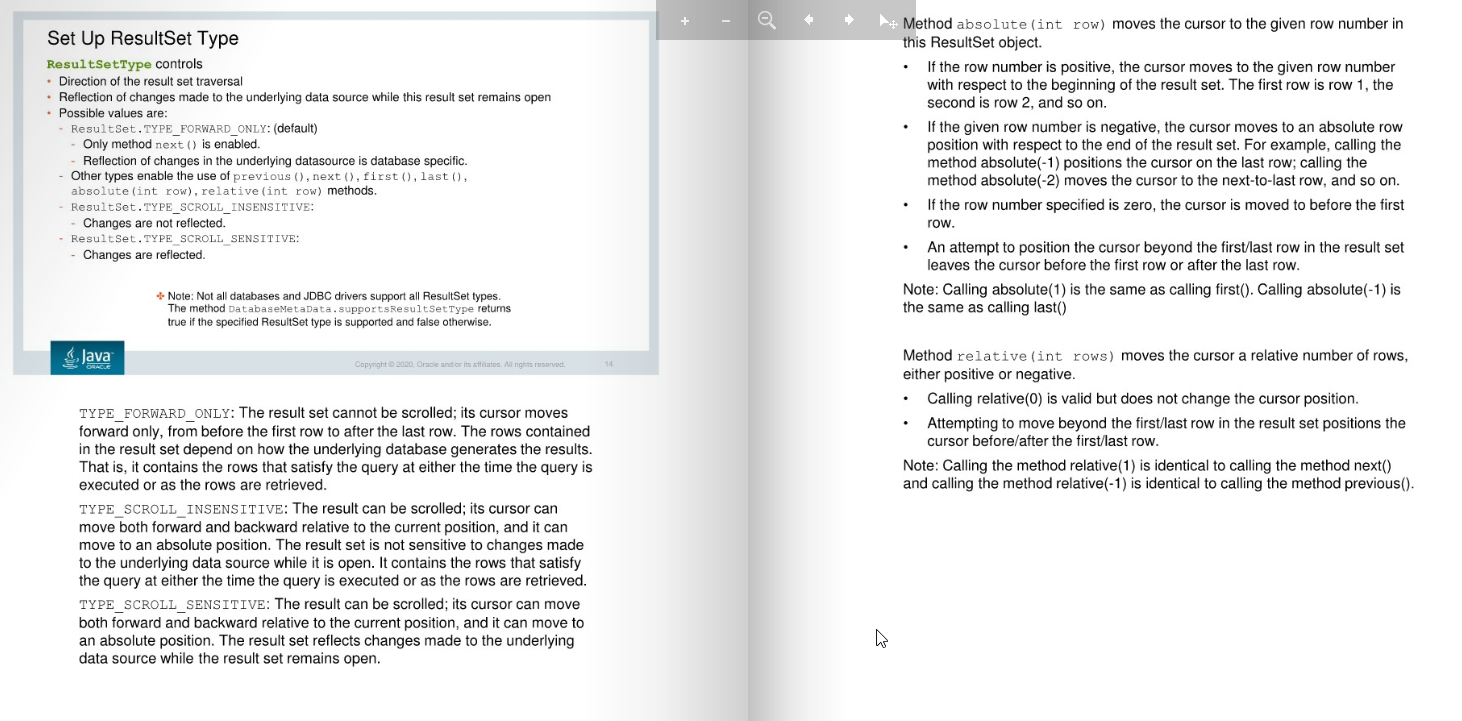 Set Up ResultSet Type
ResultSetType controls
• Direction of the result set traversal
• Reflection of changes made to the underlying data source while this result set remains open
• Possible values are:
- ResultSet.TYPE_FORWARD_ONLY: (default)
- Only method next() is enabled.
- Reflection of changes in the underlying datasource is database specific.
- Other types enable the use of previous(),next(),first(),last(),
absolute(int row),relative(int row) methods.
- ResultSet.TYPE_SCROLL_INSENSITIVE:
- Changes are not reflected.
- ResultSet.TYPE_SCROLL_SENSITIVE:
- Changes are reflected.
Note: Not all databases and JDBC drivers support all ResultSet types.
The method DatabaseMetaData.supportsResultSetType returns
true if the specified ResultSet type is supported and false otherwise.
Java
ORACLE
Copyright © 2020, Oracle and/or its affiliates. All rights reserved.
14
TYPE_FORWARD_ONLY: The result set cannot be scrolled; its cursor moves
forward only, from before the first row to after the last row. The rows contained
in the result set depend on how the underlying database generates the results.
That is, it contains the rows that satisfy the query at either the time the query is
executed or as the rows are retrieved.
TYPE_SCROLL_INSENSITIVE: The result can be scrolled; its cursor can
move both forward and backward relative to the current position, and it can
move to an absolute position. The result set is not sensitive to changes made
to the underlying data source while it is open. It contains the rows that satisfy
the query at either the time the query is executed or as the rows are retrieved.
TYPE_SCROLL_SENSITIVE: The result can be scrolled; its cursor can move
both forward and backward relative to the current position, and it can move to
an absolute position. The result set reflects changes made to the underlying
data source while the result set remains open.
Method absolute(int row) moves the cursor to the given row number in
this ResultSet object.
• If the row number is positive, the cursor moves to the given row number
with respect to the beginning of the result set. The first row is row 1, the
second is row 2, and so on.
• If the given row number is negative, the cursor moves to an absolute row
position with respect to the end of the result set. For example, calling the
method absolute(-1) positions the cursor on the last row; calling the
method absolute(-2) moves the cursor to the next-to-last row, and so on.
• If the row number specified is zero, the cursor is moved to before the first
row.
• An attempt to position the cursor beyond the first/last row in the result set
leaves the cursor before the first row or after the last row.
Note: Calling absolute(1) is the same as calling first(). Calling absolute(-1) is
the same as calling last()
Method relative(int rows) moves the cursor a relative number of rows,
either positive or negative.
• Calling relative(0) is valid but does not change the cursor position.
• Attempting to move beyond the first/last row in the result set positions the
cursor before/after the first/last row.
Note: Calling the method relative(1) is identical to calling the method next()
and calling the method relative(-1) is identical to calling the method previous().